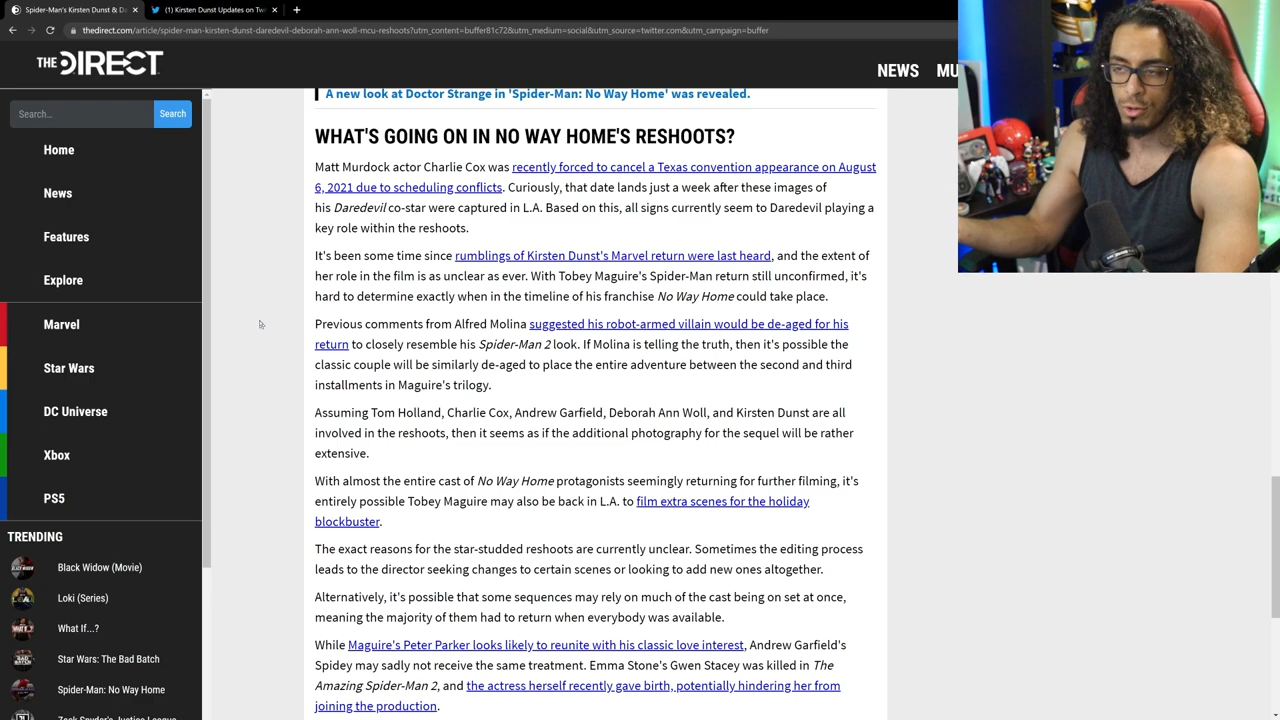 Spider-Man's Kirsten Dunst & D
(1) Kirsten Dunst Updates on Tw
thedirect.com/article/spider-man-kirsten-dunst-daredevil-deborah-ann-woll-mcu-reshoots?utm_content=buffer81c72&utm_medium=social&utm_source=twitter.com&utm_campaign=buffer
THE DIRECT
NEWS MU
Search...
Search
Home
News
Features
Explore
Marvel
Star Wars
DC Universe
Xbox
PS5
TRENDING
Black Widow (Movie)
Loki (Series)
What If...?
Star Wars: The Bad Batch
Spider-Man: No Way Home
Zack Snyder's Justice League
A new look at Doctor Strange in 'Spider-Man: No Way Home' was revealed.
WHAT'S GOING ON IN NO WAY HOME'S RESHOOTS?
Matt Murdock actor Charlie Cox was recently forced to cancel a Texas convention appearance on August
6, 2021 due to scheduling conflicts. Curiously, that date lands just a week after these images of
his Daredevil co-star were captured in L.A. Based on this, all signs currently seem to Daredevil playing a
key role within the reshoots.
It's been some time since rumblings of Kirsten Dunst's Marvel return were last heard, and the extent of
her role in the film is as unclear as ever. With Tobey Maguire's Spider-Man return still unconfirmed, it's
hard to determine exactly when in the timeline of his franchise No Way Home could take place.
Previous comments from Alfred Molina suggested his robot-armed villain would be de-aged for his
return to closely resemble his Spider-Man 2 look. If Molina is telling the truth, then it's possible the
classic couple will be similarly de-aged to place the entire adventure between the second and third
installments in Maguire's trilogy.
Assuming Tom Holland, Charlie Cox, Andrew Garfield, Deborah Ann Woll, and Kirsten Dunst are all
involved in the reshoots, then it seems as if the additional photography for the sequel will be rather
extensive.
With almost the entire cast of No Way Home protagonists seemingly returning for further filming, it's
entirely possible Tobey Maguire may also be back in L.A. to film extra scenes for the holiday
blockbuster.
The exact reasons for the star-studded reshoots are currently unclear. Sometimes the editing process
leads to the director seeking changes to certain scenes or looking to add new ones altogether.
Alternatively, it's possible that some sequences may rely on much of the cast being on set at once,
meaning the majority of them had to return when everybody was available.
While Maguire's Peter Parker looks likely to reunite with his classic love interest, Andrew Garfield's
Spidey may sadly not receive the same treatment. Emma Stone's Gwen Stacey was killed in The
Amazing Spider-Man 2, and the actress herself recently gave birth, potentially hindering her from
joining the production.